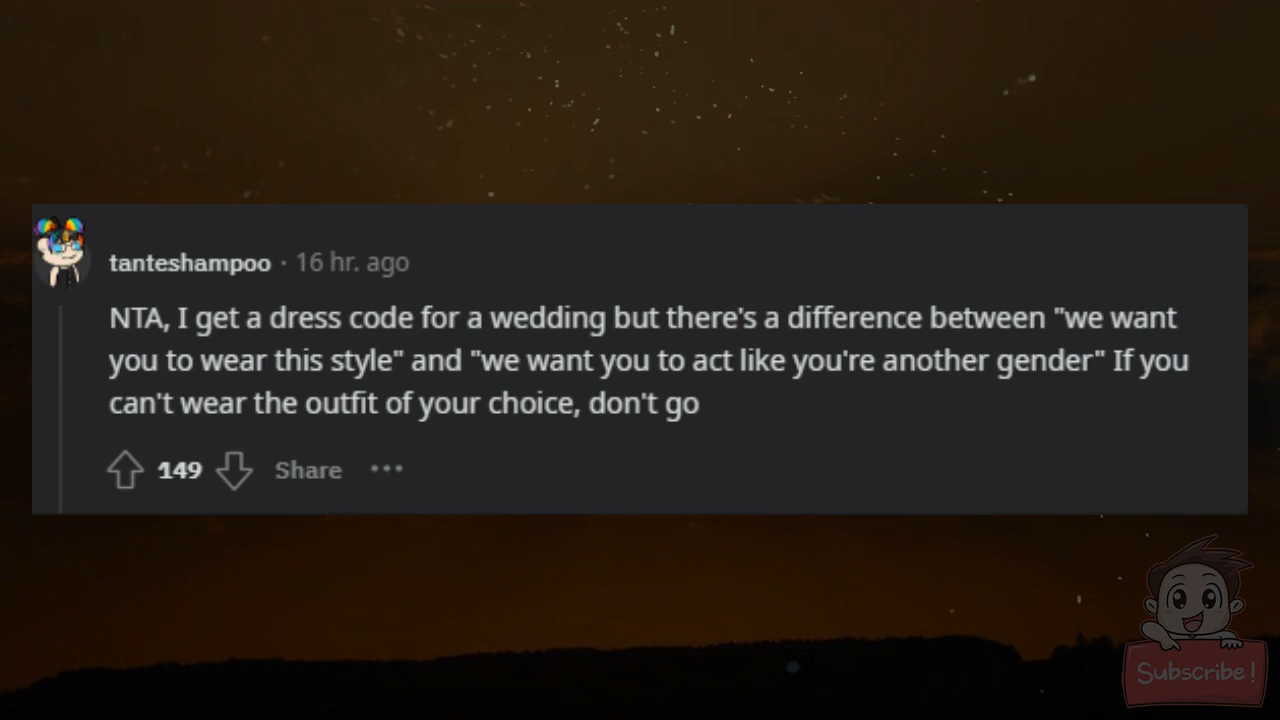 tanteshampoo · 16 hr. ago
NTA, I get a dress code for a wedding but there's a difference between "we want
you to wear this style" and "we want you to act like you're another gender" If you
can't wear the outfit of your choice, don't go
149 Share ···
Subscribe!